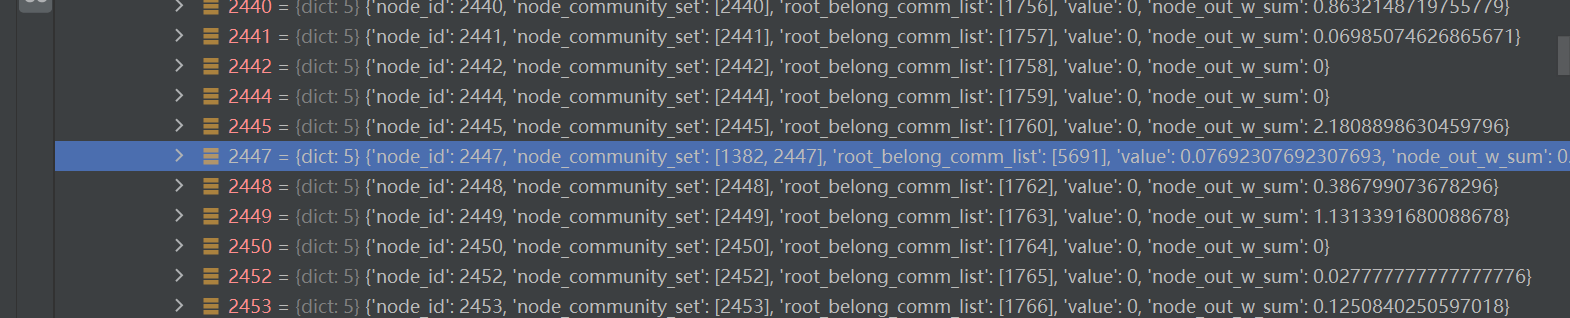 2440 = {dict: 5} {'node_id': 2440, 'node_community_set': [2440], 'root_belong_comm_list': [1756], 'value': 0, 'node_out_w_sum': 0.8632148719755779}
2441 = {dict: 5} {'node_id': 2441, 'node_community_set': [2441], 'root_belong_comm_list': [1757], 'value': 0, 'node_out_w_sum': 0.06985074626865671}
2442 = {dict: 5} {'node_id': 2442, 'node_community_set': [2442], 'root_belong_comm_list': [1758], 'value': 0, 'node_out_w_sum': 0}
2444 = {dict: 5} {'node_id': 2444, 'node_community_set': [2444], 'root_belong_comm_list': [1759], 'value': 0, 'node_out_w_sum': 0}
2445 = {dict: 5} {'node_id': 2445, 'node_community_set': [2445], 'root_belong_comm_list': [1760], 'value': 0, 'node_out_w_sum': 2.1808898630459796}
2447 = {dict: 5} {'node_id': 2447, 'node_community_set': [1382, 2447], 'root_belong_comm_list': [5691], 'value': 0.07692307692307693, 'node_out_w_sum': 0.
2448 = {dict: 5} {'node_id': 2448, 'node_community_set': [2448], 'root_belong_comm_list': [1762], 'value': 0, 'node_out_w_sum': 0.386799073678296}
2449 = {dict: 5} {'node_id': 2449, 'node_community_set': [2449], 'root_belong_comm_list': [1763], 'value': 0, 'node_out_w_sum': 1.1313391680088678}
2450 = {dict: 5} {'node_id': 2450, 'node_community_set': [2450], 'root_belong_comm_list': [1764], 'value': 0, 'node_out_w_sum': 0}
2452 = {dict: 5} {'node_id': 2452, 'node_community_set': [2452], 'root_belong_comm_list': [1765], 'value': 0, 'node_out_w_sum': 0.027777777777777776}
2453 = {dict: 5} {'node_id': 2453, 'node_community_set': [2453], 'root_belong_comm_list': [1766], 'value': 0, 'node_out_w_sum': 0.1250840250597018}